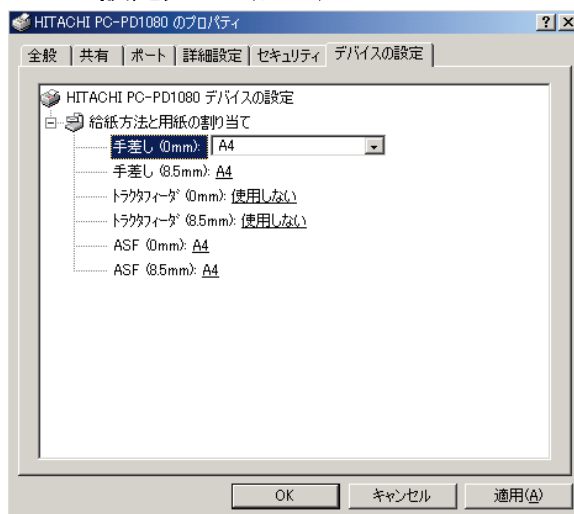 HITACHI PC-PD1080 のプロパティ
全般 共有 ポート 詳細設定 セキュリティ デバイスの設定
HITACHI PC-PD1080 デバイスの設定
給紙方法と用紙の割り当て
手差し (0mm): A4
手差し (8.5mm): A4
トラクタフィーダ (0mm): 使用しない
トラクタフィーダ (8.5mm): 使用しない
ASF (0mm): A4
ASF (8.5mm): A4
OK キャンセル 適用(A)